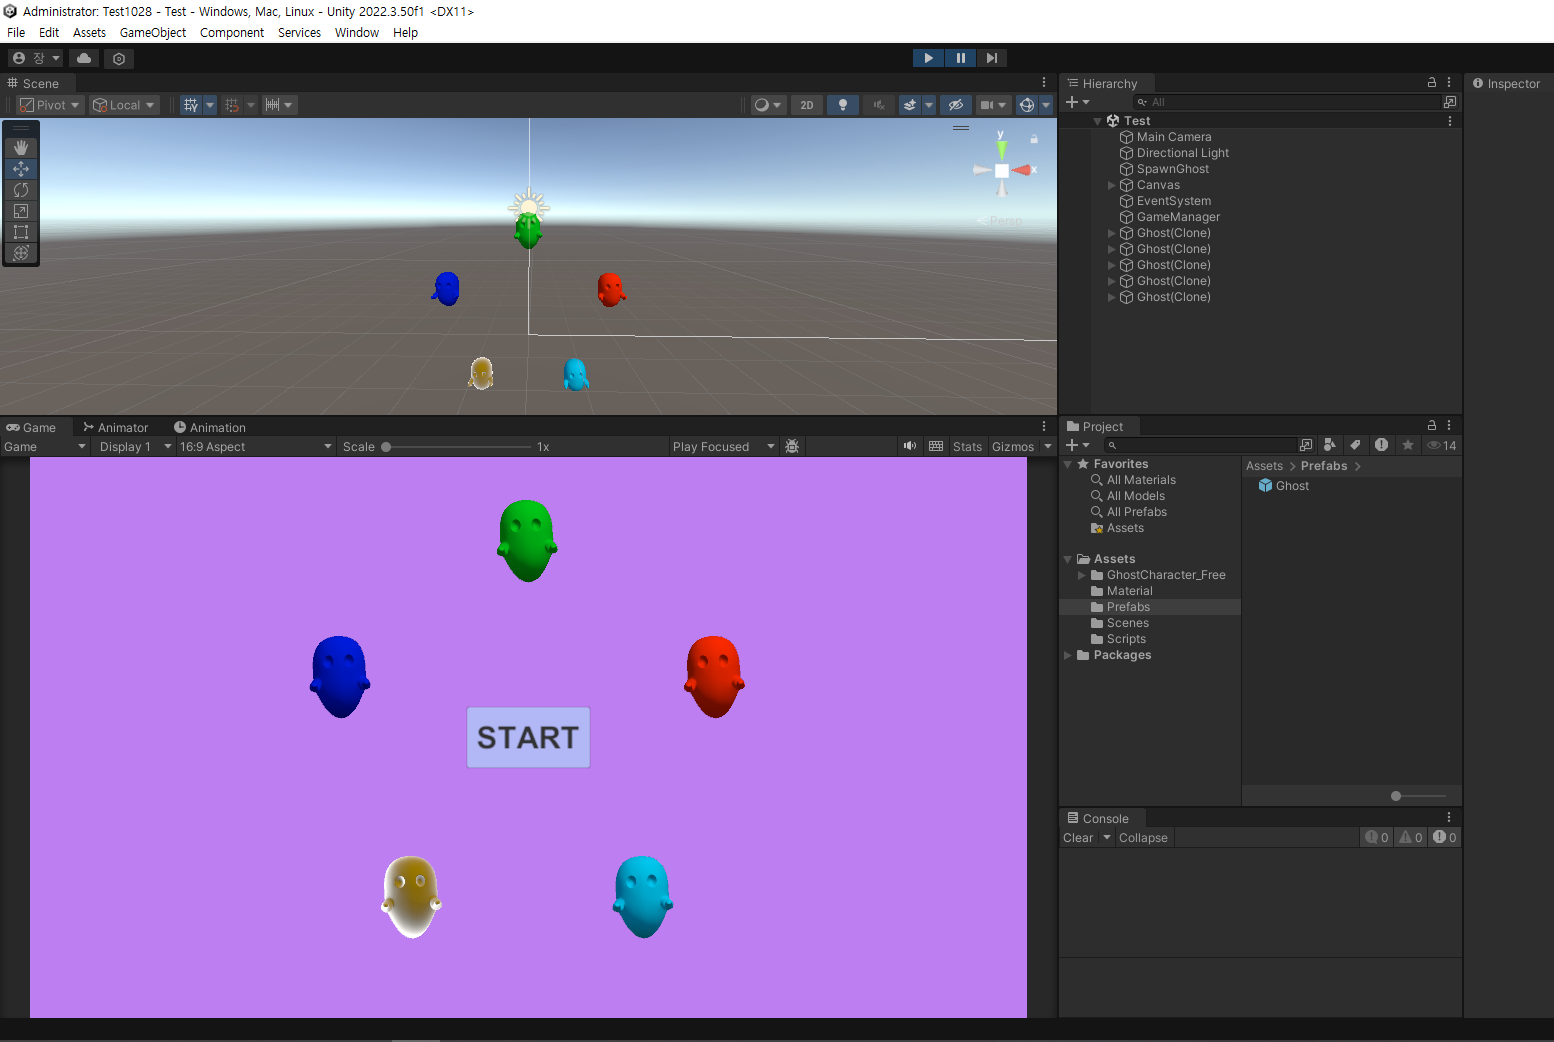 Administrator: Test1028 - Test - Windows, Mac, Linux - Unity 2022.3.50f1 <DX11>
File Edit Assets GameObject Component Services Window Help
장
Scene
Pivot Local 2D
y
x
Persp
Game Animator Animation
Game Display 1 16:9 Aspect Scale 1x Play Focused Stats Gizmos
START
Hierarchy
All
Test
Main Camera
Directional Light
SpawnGhost
Canvas
EventSystem
GameManager
Ghost(Clone)
Ghost(Clone)
Ghost(Clone)
Ghost(Clone)
Ghost(Clone)
Project
14
Favorites
All Materials
All Models
All Prefabs
Assets
Assets
GhostCharacter_Free
Material
Prefabs
Scenes
Scripts
Packages
Assets > Prefabs >
Ghost
Console
Clear Collapse 0 0 0
Inspector